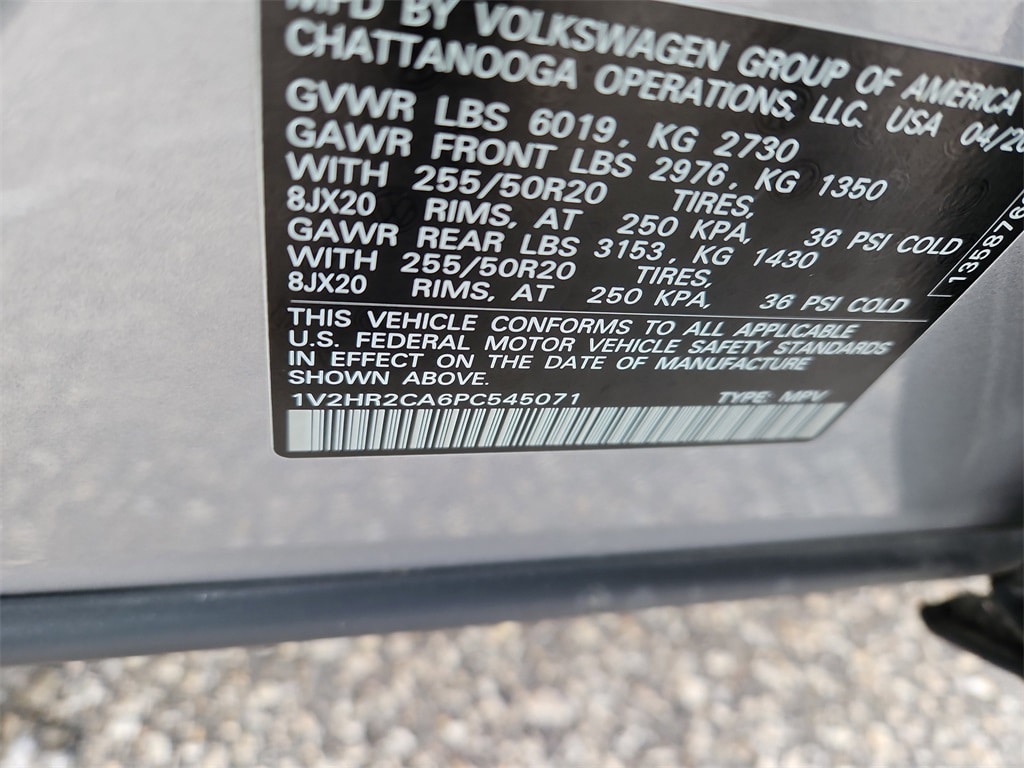 MFD BY VOLKSWAGEN GROUP OF AMERICA
CHATTANOOGA OPERATIONS, LLC. USA 04/20
GVWR LBS 6019, KG 2730
GAWR FRONT LBS 2976, KG 1350
WITH 255/50R20 TIRES,
8JX20 RIMS, AT 250 KPA, 36 PSI COLD
GAWR REAR LBS 3153, KG 1430
WITH 255/50R20 TIRES,
8JX20 RIMS, AT 250 KPA, 36 PSI COLD
THIS VEHICLE CONFORMS TO ALL APPLICABLE
U.S. FEDERAL MOTOR VEHICLE SAFETY STANDARDS
IN EFFECT ON THE DATE OF MANUFACTURE
SHOWN ABOVE.
1V2HR2CA6PC545071 TYPE: MPV